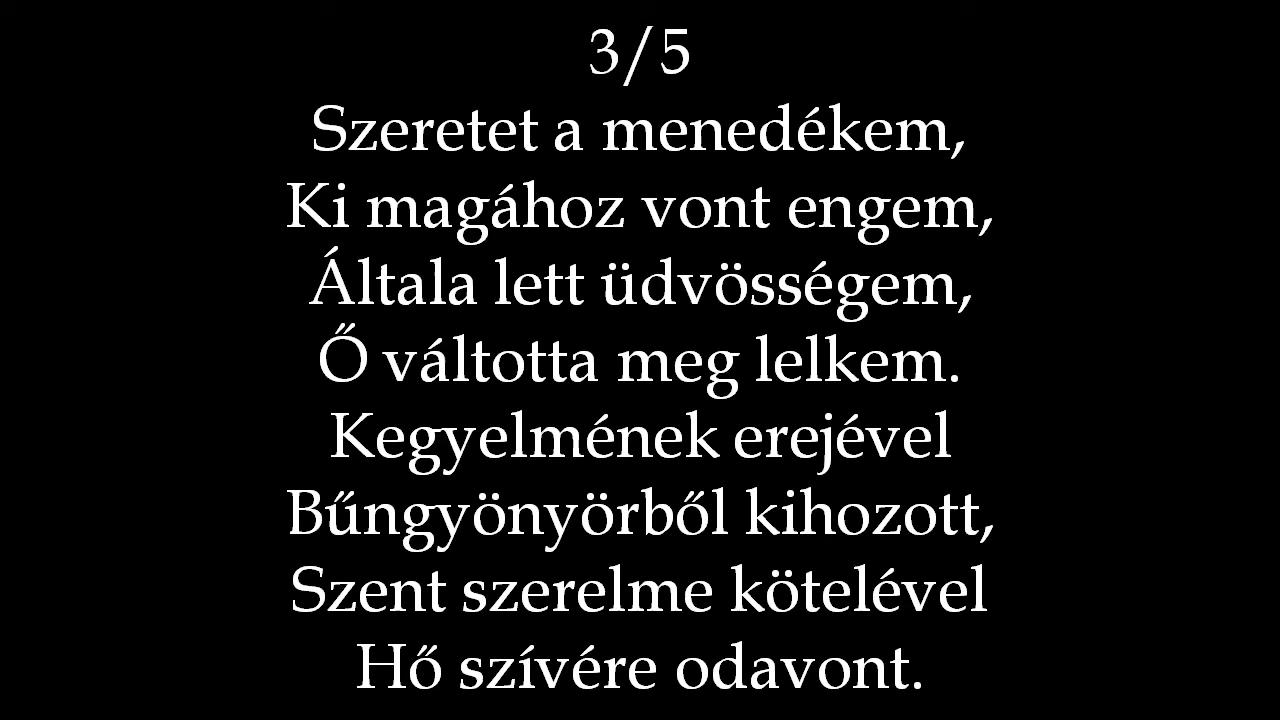 3/5
Szeretet a menedékem,
Ki magához vont engem,
Általa lett üdvösségem,
Ő váltotta meg lelkem.
Kegyelmének erejével
Bűngyönyörből kihozott,
Szent szerelme kötelével
Hő szívére odavont.